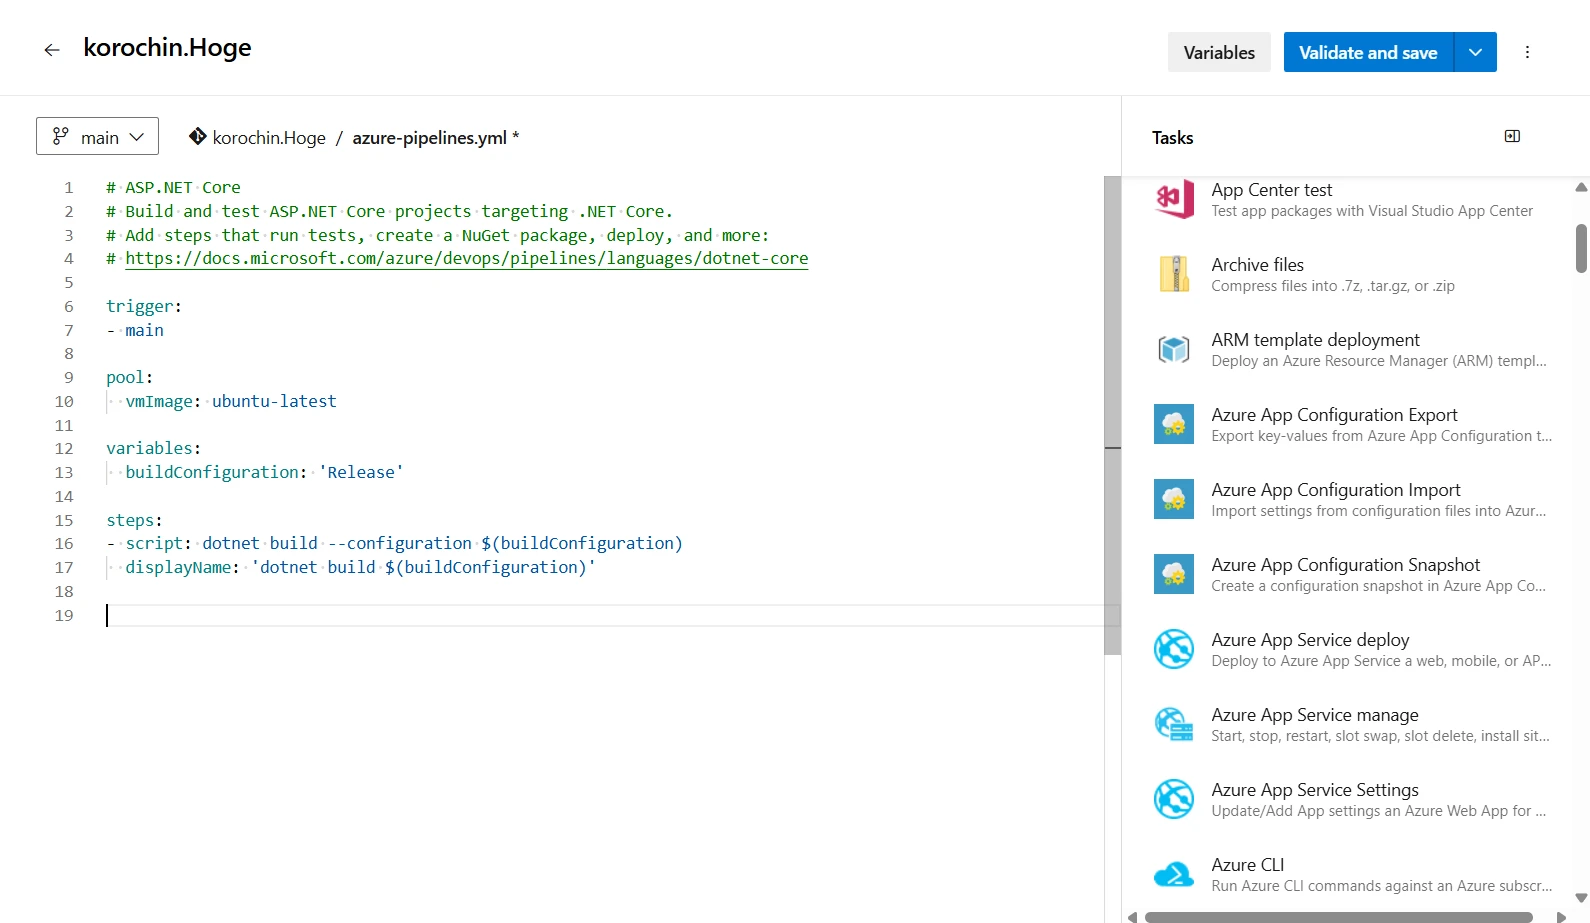 korochin.Hoge
Variables
Validate and save
main
korochin.Hoge / azure-pipelines.yml *
1 # ASP.NET Core
2 # Build and test ASP.NET Core projects targeting .NET Core.
3 # Add steps that run tests, create a NuGet package, deploy, and more:
4 # https://docs.microsoft.com/azure/devops/pipelines/languages/dotnet-core
5
6 trigger:
7 - main
8
9 pool:
10   vmImage: ubuntu-latest
11
12 variables:
13   buildConfiguration: 'Release'
14
15 steps:
16 - script: dotnet build --configuration $(buildConfiguration)
17   displayName: 'dotnet build $(buildConfiguration)'
18
19
Tasks
App Center test
Test app packages with Visual Studio App Center
Archive files
Compress files into .7z, .tar.gz, or .zip
ARM template deployment
Deploy an Azure Resource Manager (ARM) templ...
Azure App Configuration Export
Export key-values from Azure App Configuration t...
Azure App Configuration Import
Import settings from configuration files into Azur...
Azure App Configuration Snapshot
Create a configuration snapshot in Azure App Co...
Azure App Service deploy
Deploy to Azure App Service a web, mobile, or AP...
Azure App Service manage
Start, stop, restart, slot swap, slot delete, install sit...
Azure App Service Settings
Update/Add App settings an Azure Web App for ...
Azure CLI
Run Azure CLI commands against an Azure subscr...